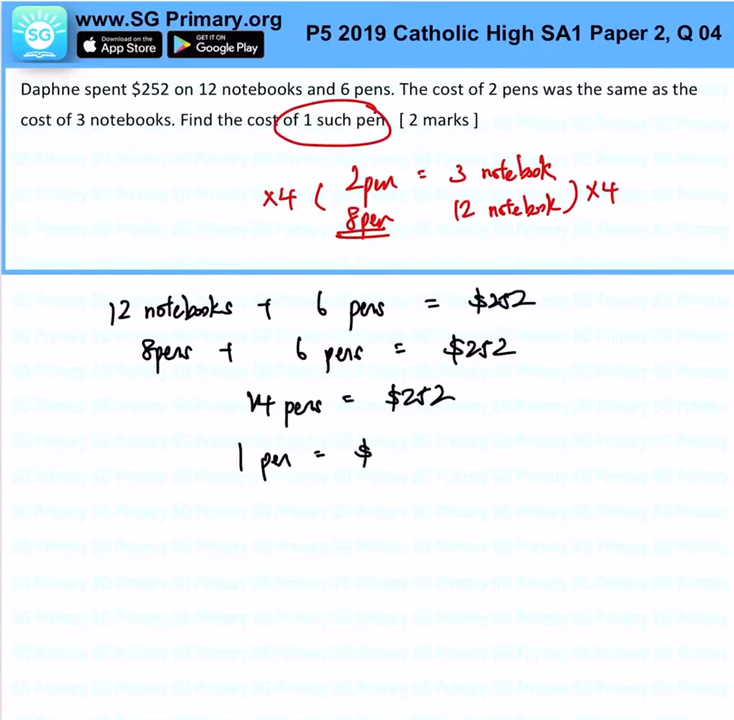 www.SG Primary.org
P5 2019 Catholic High SA1 Paper 2, Q 04
SG
Download on the App Store
GET IT ON Google Play
Daphne spent $252 on 12 notebooks and 6 pens. The cost of 2 pens was the same as the
cost of 3 notebooks. Find the cost of 1 such pen. [ 2 marks ]
×4 ( 2pen = 3 notebook
8pen 12 notebook ) ×4
12 notebooks + 6 pens = $252
8pens + 6 pens = $252
14 pens = $252
1 pen = $